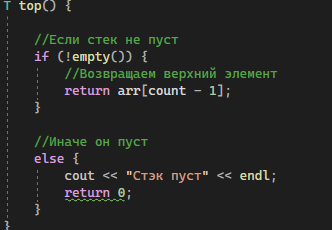 T top() {
//Если стек не пуст
if (!empty()) {
//Возвращаем верхний элемент
return arr[count - 1];
}
//Иначе он пуст
else {
cout << "Стэк пуст" << endl;
return 0;
}
}